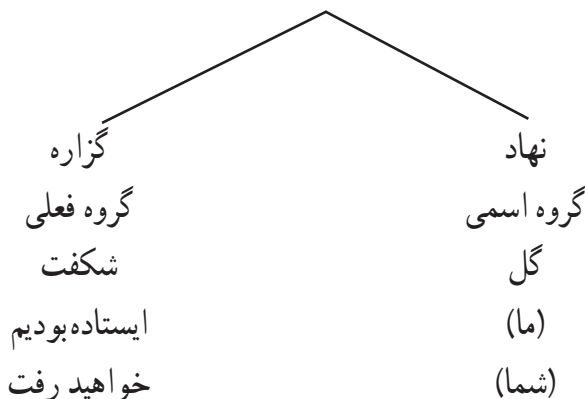 نهاد گزاره
گروه اسمی گروه فعلی
گل شکفت
(ما) ایستاده‌بودیم
(شما) خواهید رفت